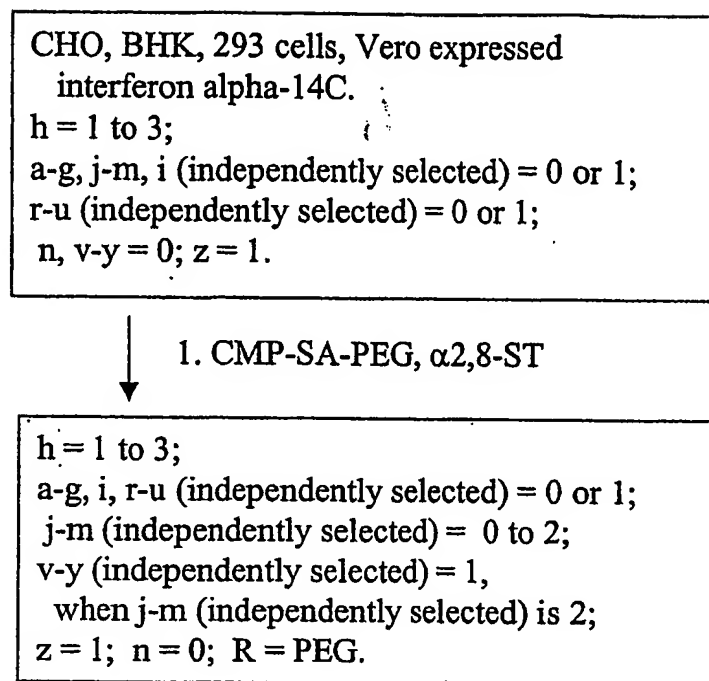 CHO, BHK, 293 cells, Vero expressed
interferon alpha-14C.
h = 1 to 3;
a-g, j-m, i (independently selected) = 0 or 1;
r-u (independently selected) = 0 or 1;
n, v-y = 0; z = 1.
1. CMP-SA-PEG, α2,8-ST
h = 1 to 3;
a-g, i, r-u (independently selected) = 0 or 1;
j-m (independently selected) = 0 to 2;
v-y (independently selected) = 1,
when j-m (independently selected) is 2;
z = 1; n = 0; R = PEG.